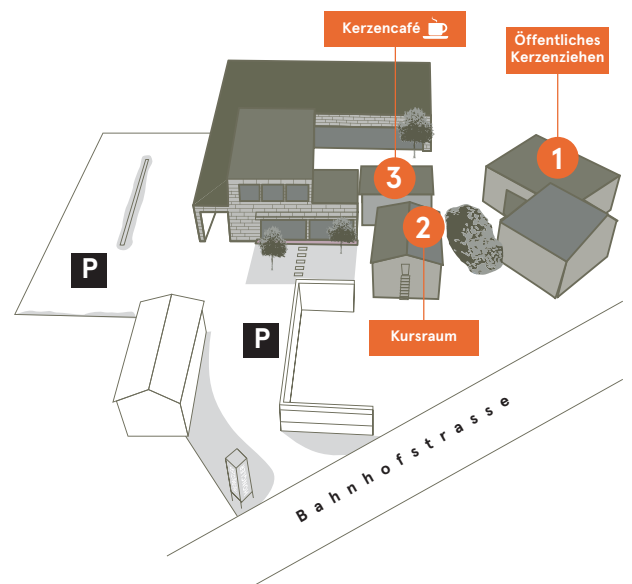 Kerzencafé
Öffentliches
Kerzenziehen
1
3
2
P
P
Kursraum
Bahnhofstrasse